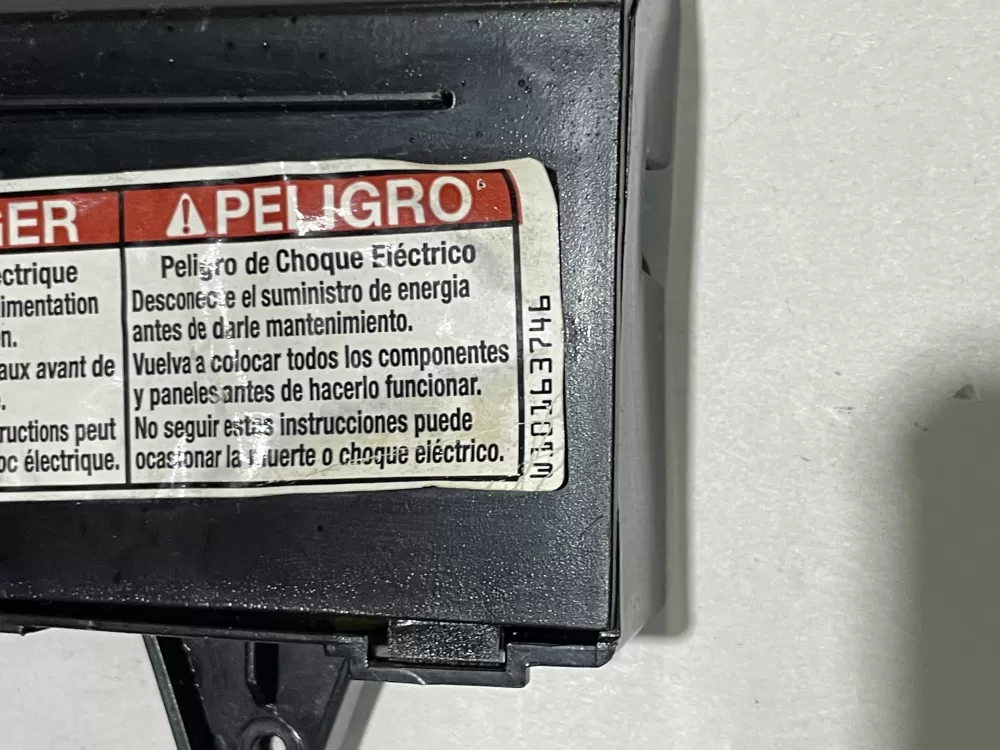 GER
ctrique
imentation
n.
aux avant de
.
ructions peut
oc électrique.
PELIGRO
Peligro de Choque Eléctrico
Desconecte el suministro de energia
antes de darle mantenimiento.
Vuelva a colocar todos los componentes
y paneles antes de hacerlo funcionar.
No seguir estas instrucciones puede
ocasionar la muerte o choque eléctrico.
W10163746